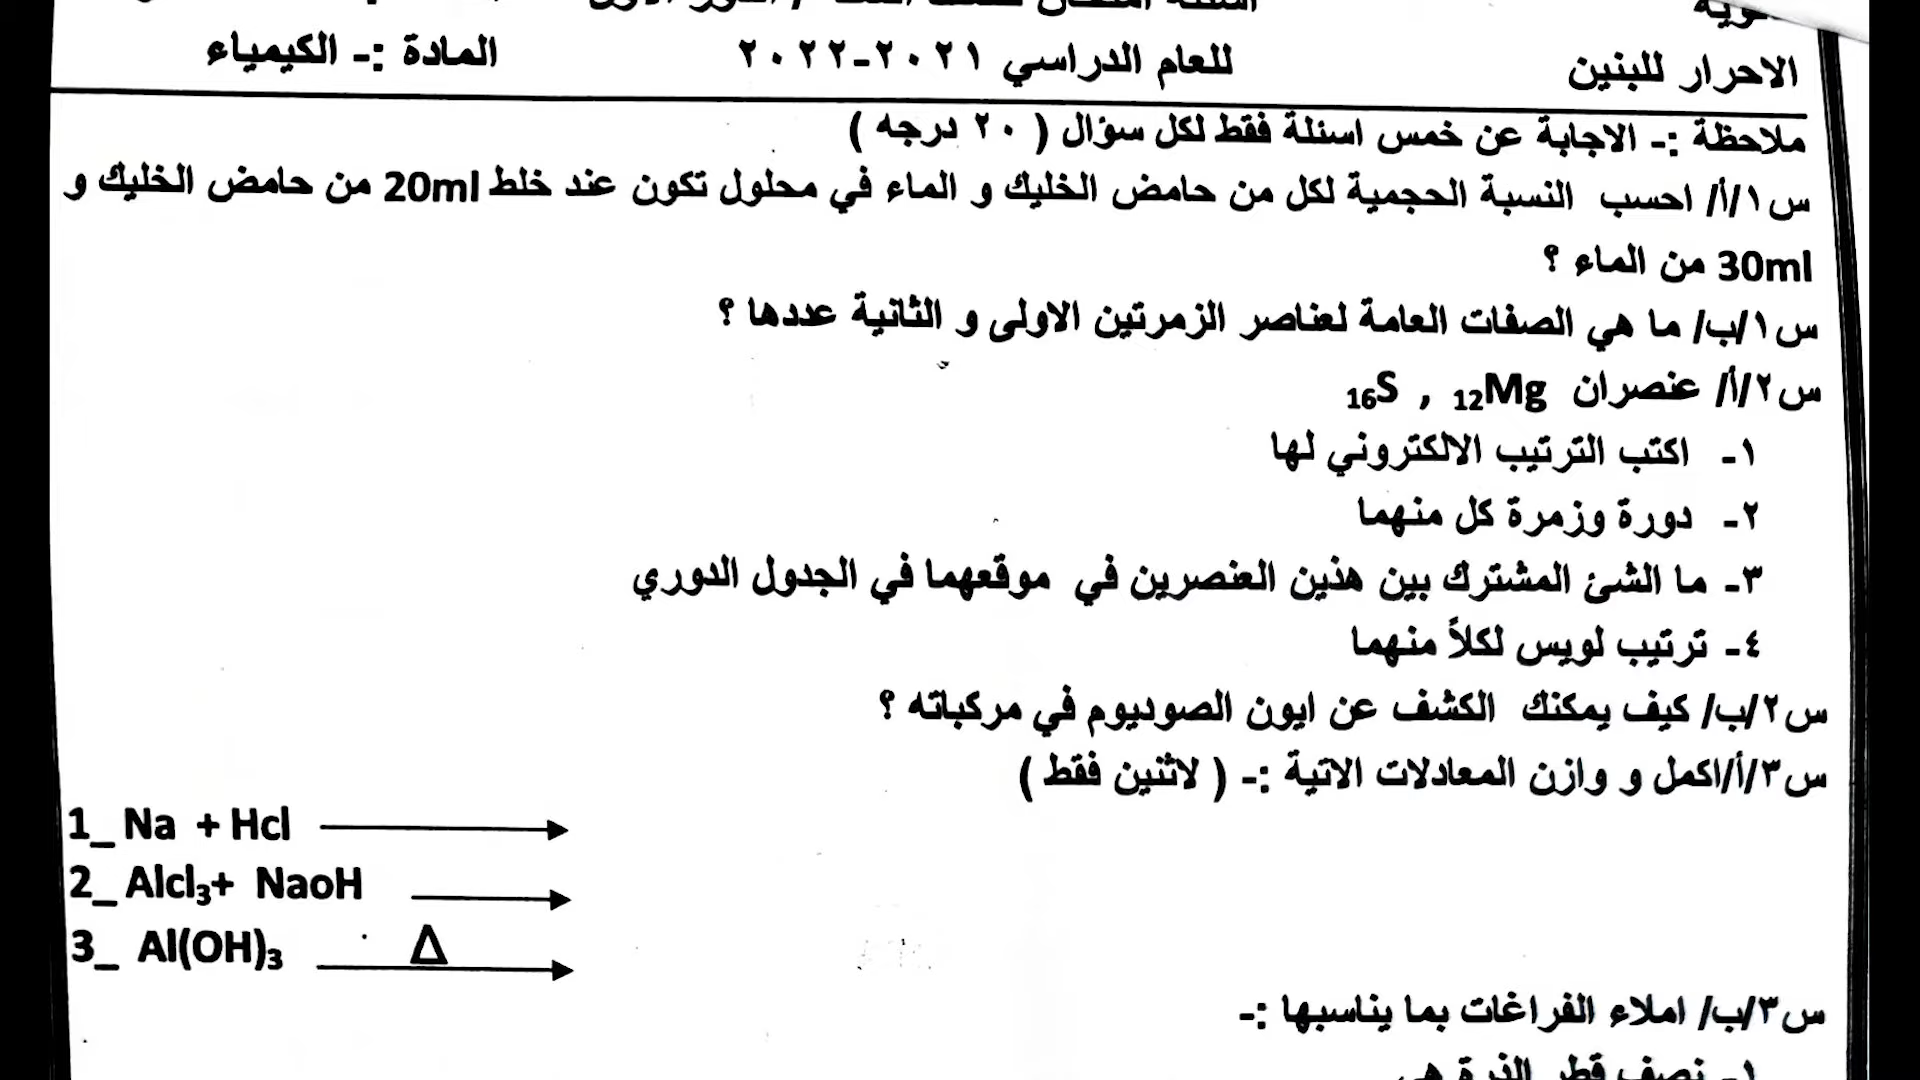 الاحرار للبنين للعام الدراسي ٢٠٢١-٢٠٢٢ المادة :- الكيمياء
ملاحظة :- الاجابة عن خمس اسئلة فقط لكل سؤال ( ٢٠ درجه )
س١/أ/ احسب النسبة الحجمية لكل من حامض الخليك و الماء في محلول تكون عند خلط 20ml من حامض الخليك و
30ml من الماء ؟
س١/ب/ ما هي الصفات العامة لعناصر الزمرتين الاولى و الثانية عددها ؟
س٢/أ/ عنصران ₁₂Mg , ₁₆S
١- اكتب الترتيب الالكتروني لها
٢- دورة وزمرة كل منهما
٣- ما الشئ المشترك بين هذين العنصرين في موقعهما في الجدول الدوري
٤- ترتيب لويس لكلاً منهما
س٢/ب/ كيف يمكنك الكشف عن ايون الصوديوم في مركباته ؟
س٣/أ/اكمل و وازن المعادلات الاتية :- ( لاثنين فقط )
1_ Na + Hcl ⟶
2_ Alcl₃+ NaoH ⟶
3_ Al(OH)₃ Δ ⟶
س٣/ب/ املاء الفراغات بما يناسبها :-
١- نصف قطر الذرة هي